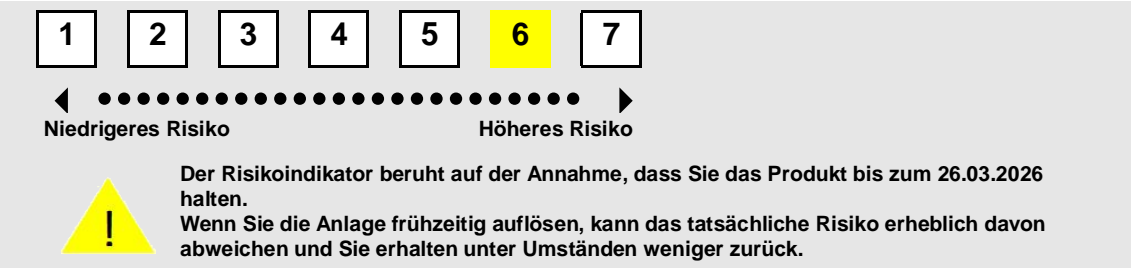 1 2 3 4 5 6 7
Niedrigeres Risiko Höheres Risiko
Der Risikoindikator beruht auf der Annahme, dass Sie das Produkt bis zum 26.03.2026
halten.
Wenn Sie die Anlage frühzeitig auflösen, kann das tatsächliche Risiko erheblich davon
abweichen und Sie erhalten unter Umständen weniger zurück.
!